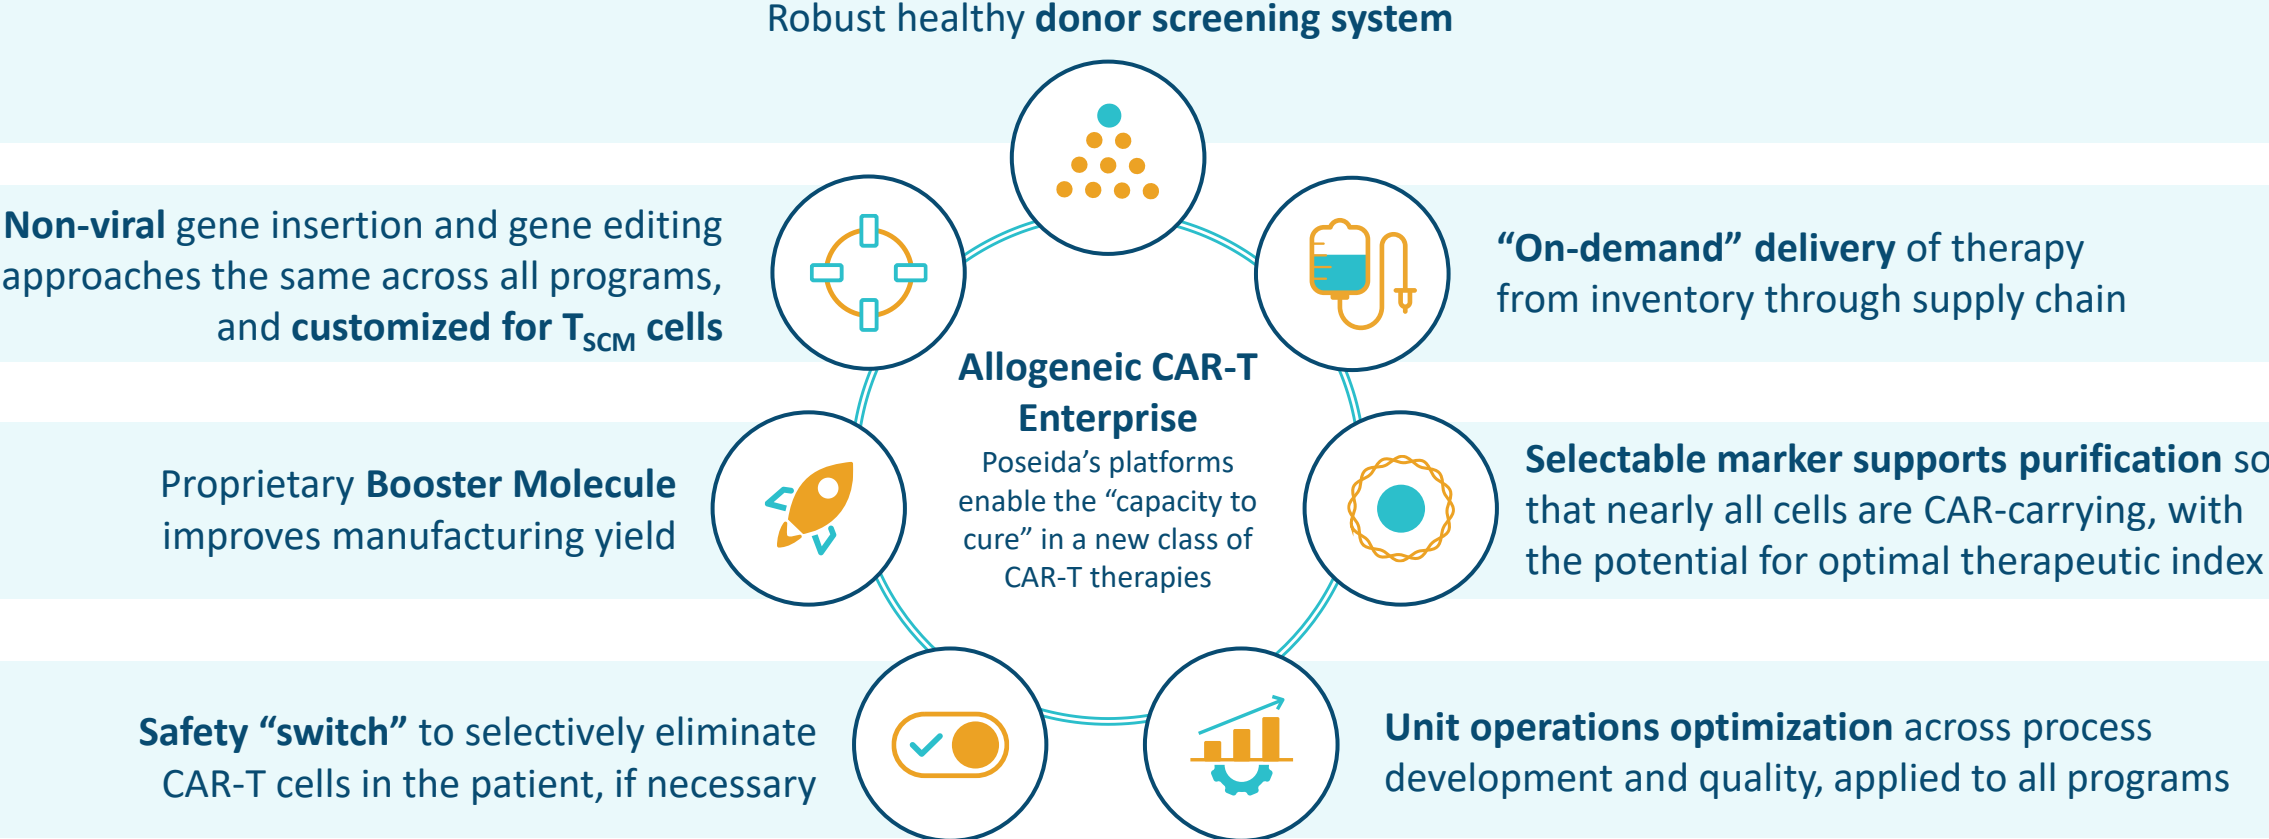 Robust healthy donor screening system
Non-viral gene insertion and gene editing
approaches the same across all programs,
and customized for TSCM cells
“On-demand” delivery of therapy
from inventory through supply chain
Allogeneic CAR-T
Enterprise
Poseida’s platforms
enable the “capacity to
cure” in a new class of
CAR-T therapies
Proprietary Booster Molecule
improves manufacturing yield
Selectable marker supports purification so
that nearly all cells are CAR-carrying, with
the potential for optimal therapeutic index
Safety “switch” to selectively eliminate
CAR-T cells in the patient, if necessary
Unit operations optimization across process
development and quality, applied to all programs